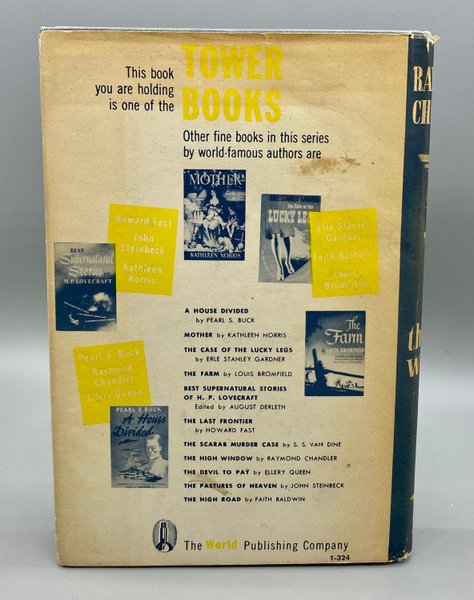 This book
you are holding
is one of the
TOWER
BOOKS
Other fine books in this series
by world-famous authors are
MOTHER
KATHLEEN NORRIS
ERLE STANLEY GARDNER
The Case of the
LUCKY LEGS
Howard Fast
John
Steinbeck
Kathleen
Norris
Erle Stanley
Gardner
Faith Baldwin
Louis
Bromfield
BEST
Supernatural
Stories
H. P. LOVECRAFT
The
Farm
LOUIS BROMFIELD
Pearl S. Buck
Raymond
Chandler
Ellery Queen
PEARL S. BUCK
A House
Divided
A HOUSE DIVIDED
by PEARL S. BUCK
MOTHER by KATHLEEN NORRIS
THE CASE OF THE LUCKY LEGS
by ERLE STANLEY GARDNER
THE FARM by LOUIS BROMFIELD
BEST SUPERNATURAL STORIES
OF H. P. LOVECRAFT
Edited by AUGUST DERLETH
THE LAST FRONTIER
by HOWARD FAST
THE SCARAB MURDER CASE by S. S. VAN DINE
THE HIGH WINDOW by RAYMOND CHANDLER
THE DEVIL TO PAY by ELLERY QUEEN
THE PASTURES OF HEAVEN by JOHN STEINBECK
THE HIGH ROAD by FAITH BALDWIN
The World Publishing Company
T-324
RA
CH
th
W